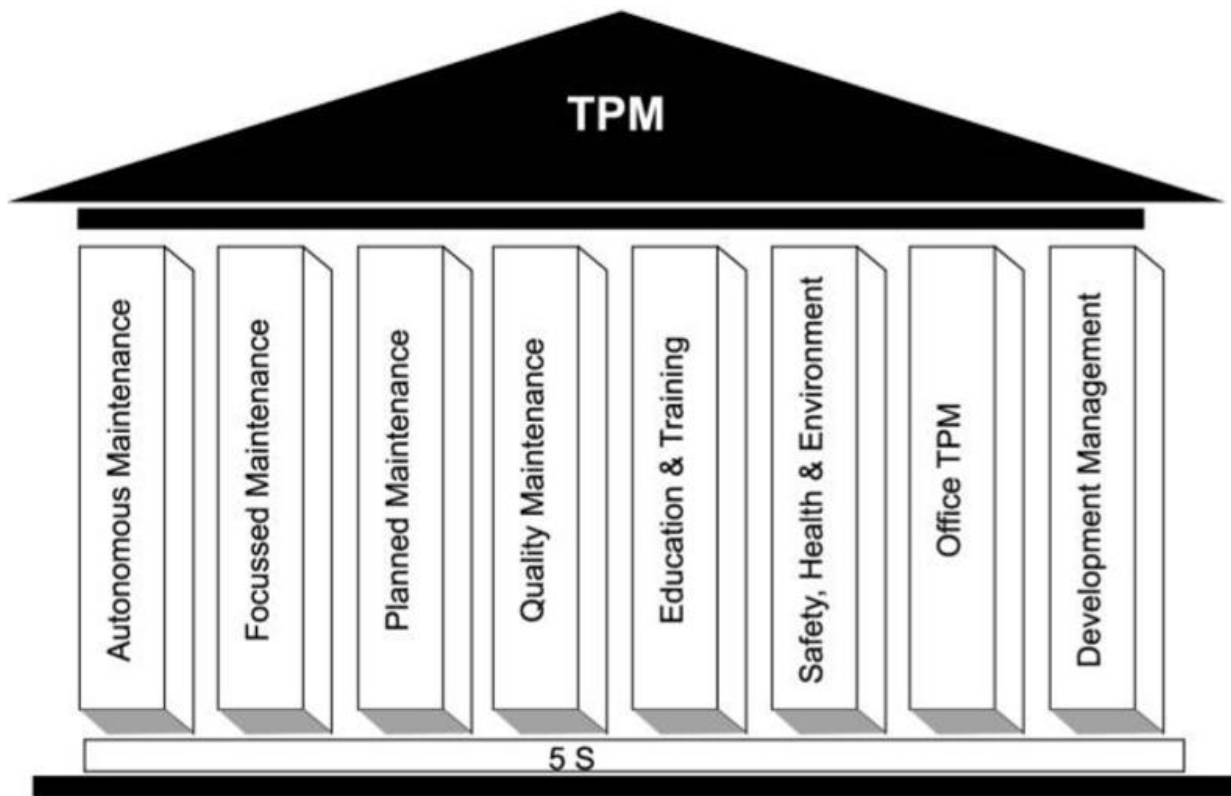 TPM
Autonomous Maintenance
Focussed Maintenance
Planned Maintenance
Quality Maintenance
Education & Training
Safety, Health & Environment
Office TPM
Development Management
5 S